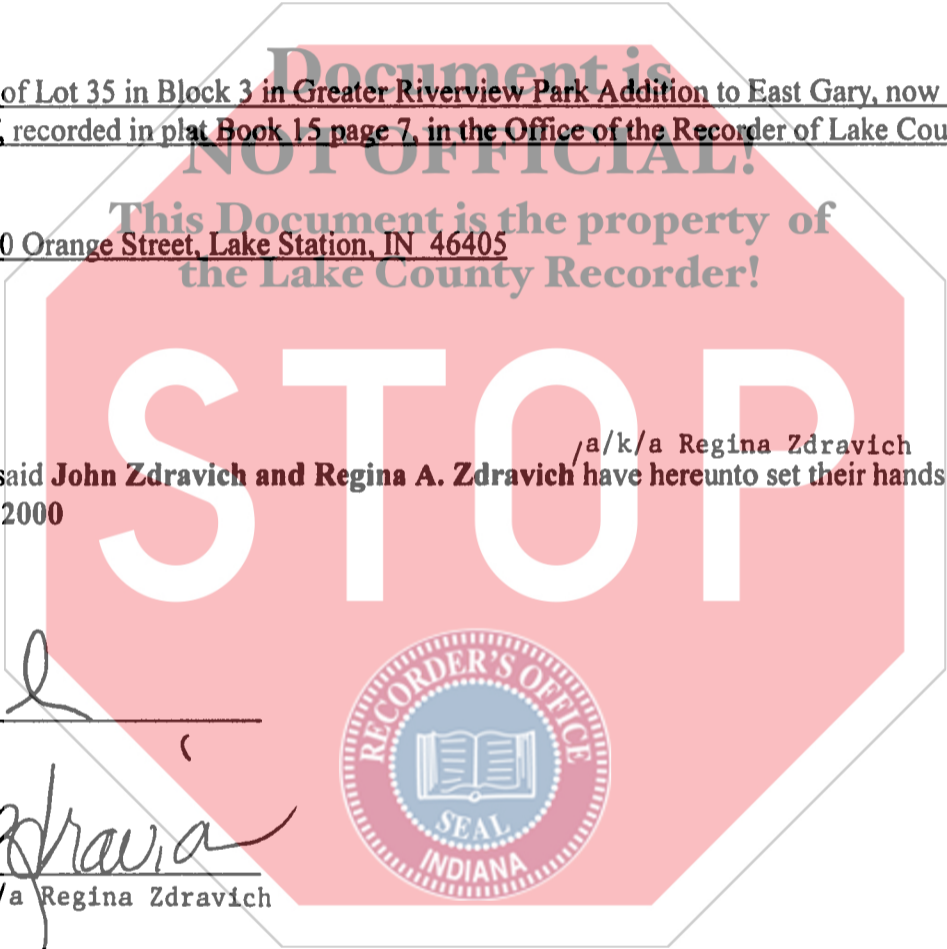 Document is
of Lot 35 in Block 3 in Greater Riverview Park Addition to East Gary, now
recorded in plat Book 15 page 7, in the Office of the Recorder of Lake Cou
NOT OFFICIAL!
This Document is the property of
0 Orange Street, Lake Station, IN 46405
the Lake County Recorder!
STOP
/a/k/a Regina Zdravich
said John Zdravich and Regina A. Zdravich have hereunto set their hands
2000
RECORDER'S OFFICE
SEAL
INDIANA
/a Regina Zdravich